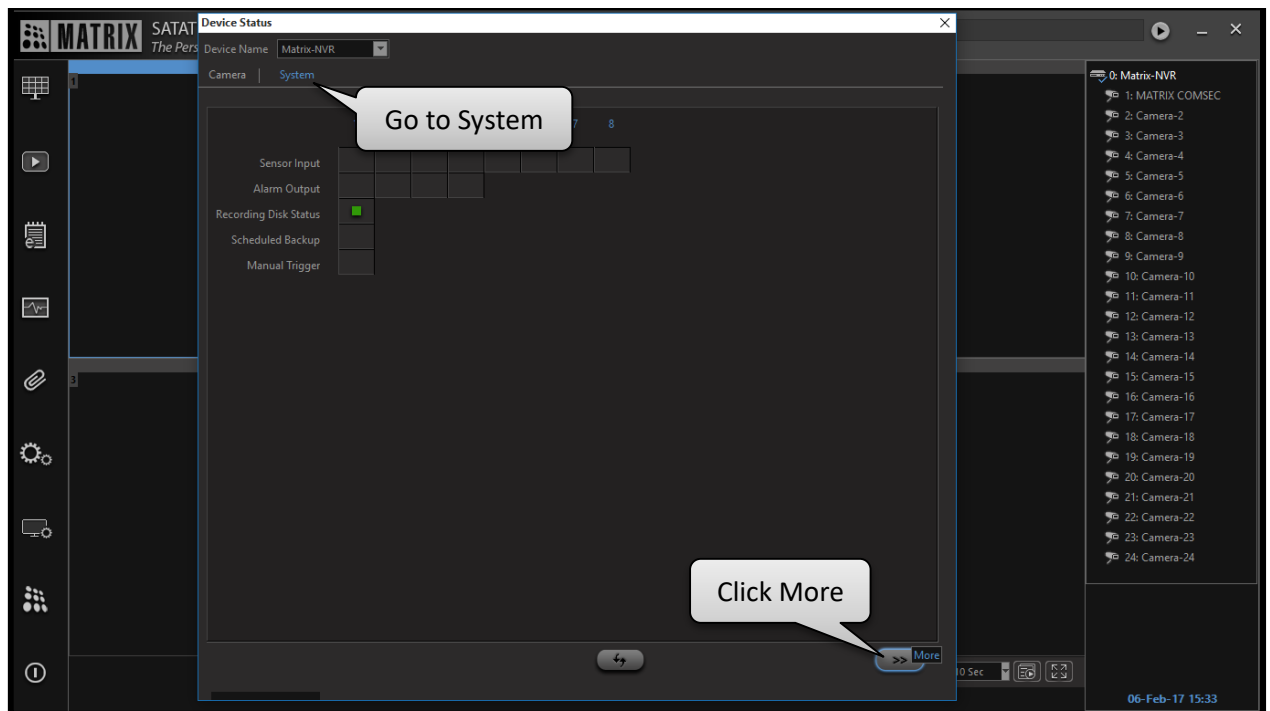 MATRIX
SATAT
The Pers
Device Status
Device Name Matrix-NVR
Camera | System
Go to System
7 8
Sensor Input
Alarm Output
Recording Disk Status
Scheduled Backup
Manual Trigger
Click More
>> More
10 Sec
1
3
0: Matrix-NVR
1: MATRIX COMSEC
2: Camera-2
3: Camera-3
4: Camera-4
5: Camera-5
6: Camera-6
7: Camera-7
8: Camera-8
9: Camera-9
10: Camera-10
11: Camera-11
12: Camera-12
13: Camera-13
14: Camera-14
15: Camera-15
16: Camera-16
17: Camera-17
18: Camera-18
19: Camera-19
20: Camera-20
21: Camera-21
22: Camera-22
23: Camera-23
24: Camera-24
06-Feb-17 15:33